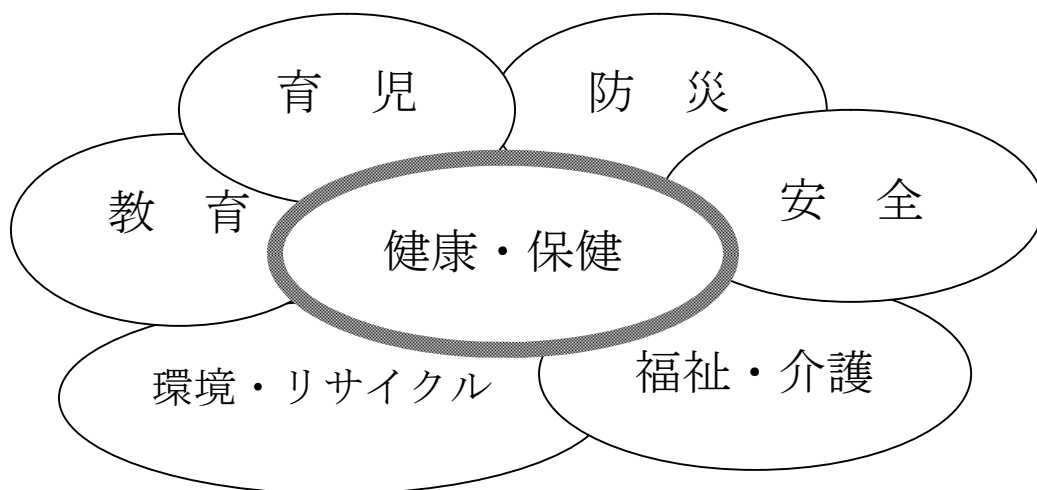 育　児
防　災
教　育
安　全
健康・保健
環境・リサイクル
福祉・介護